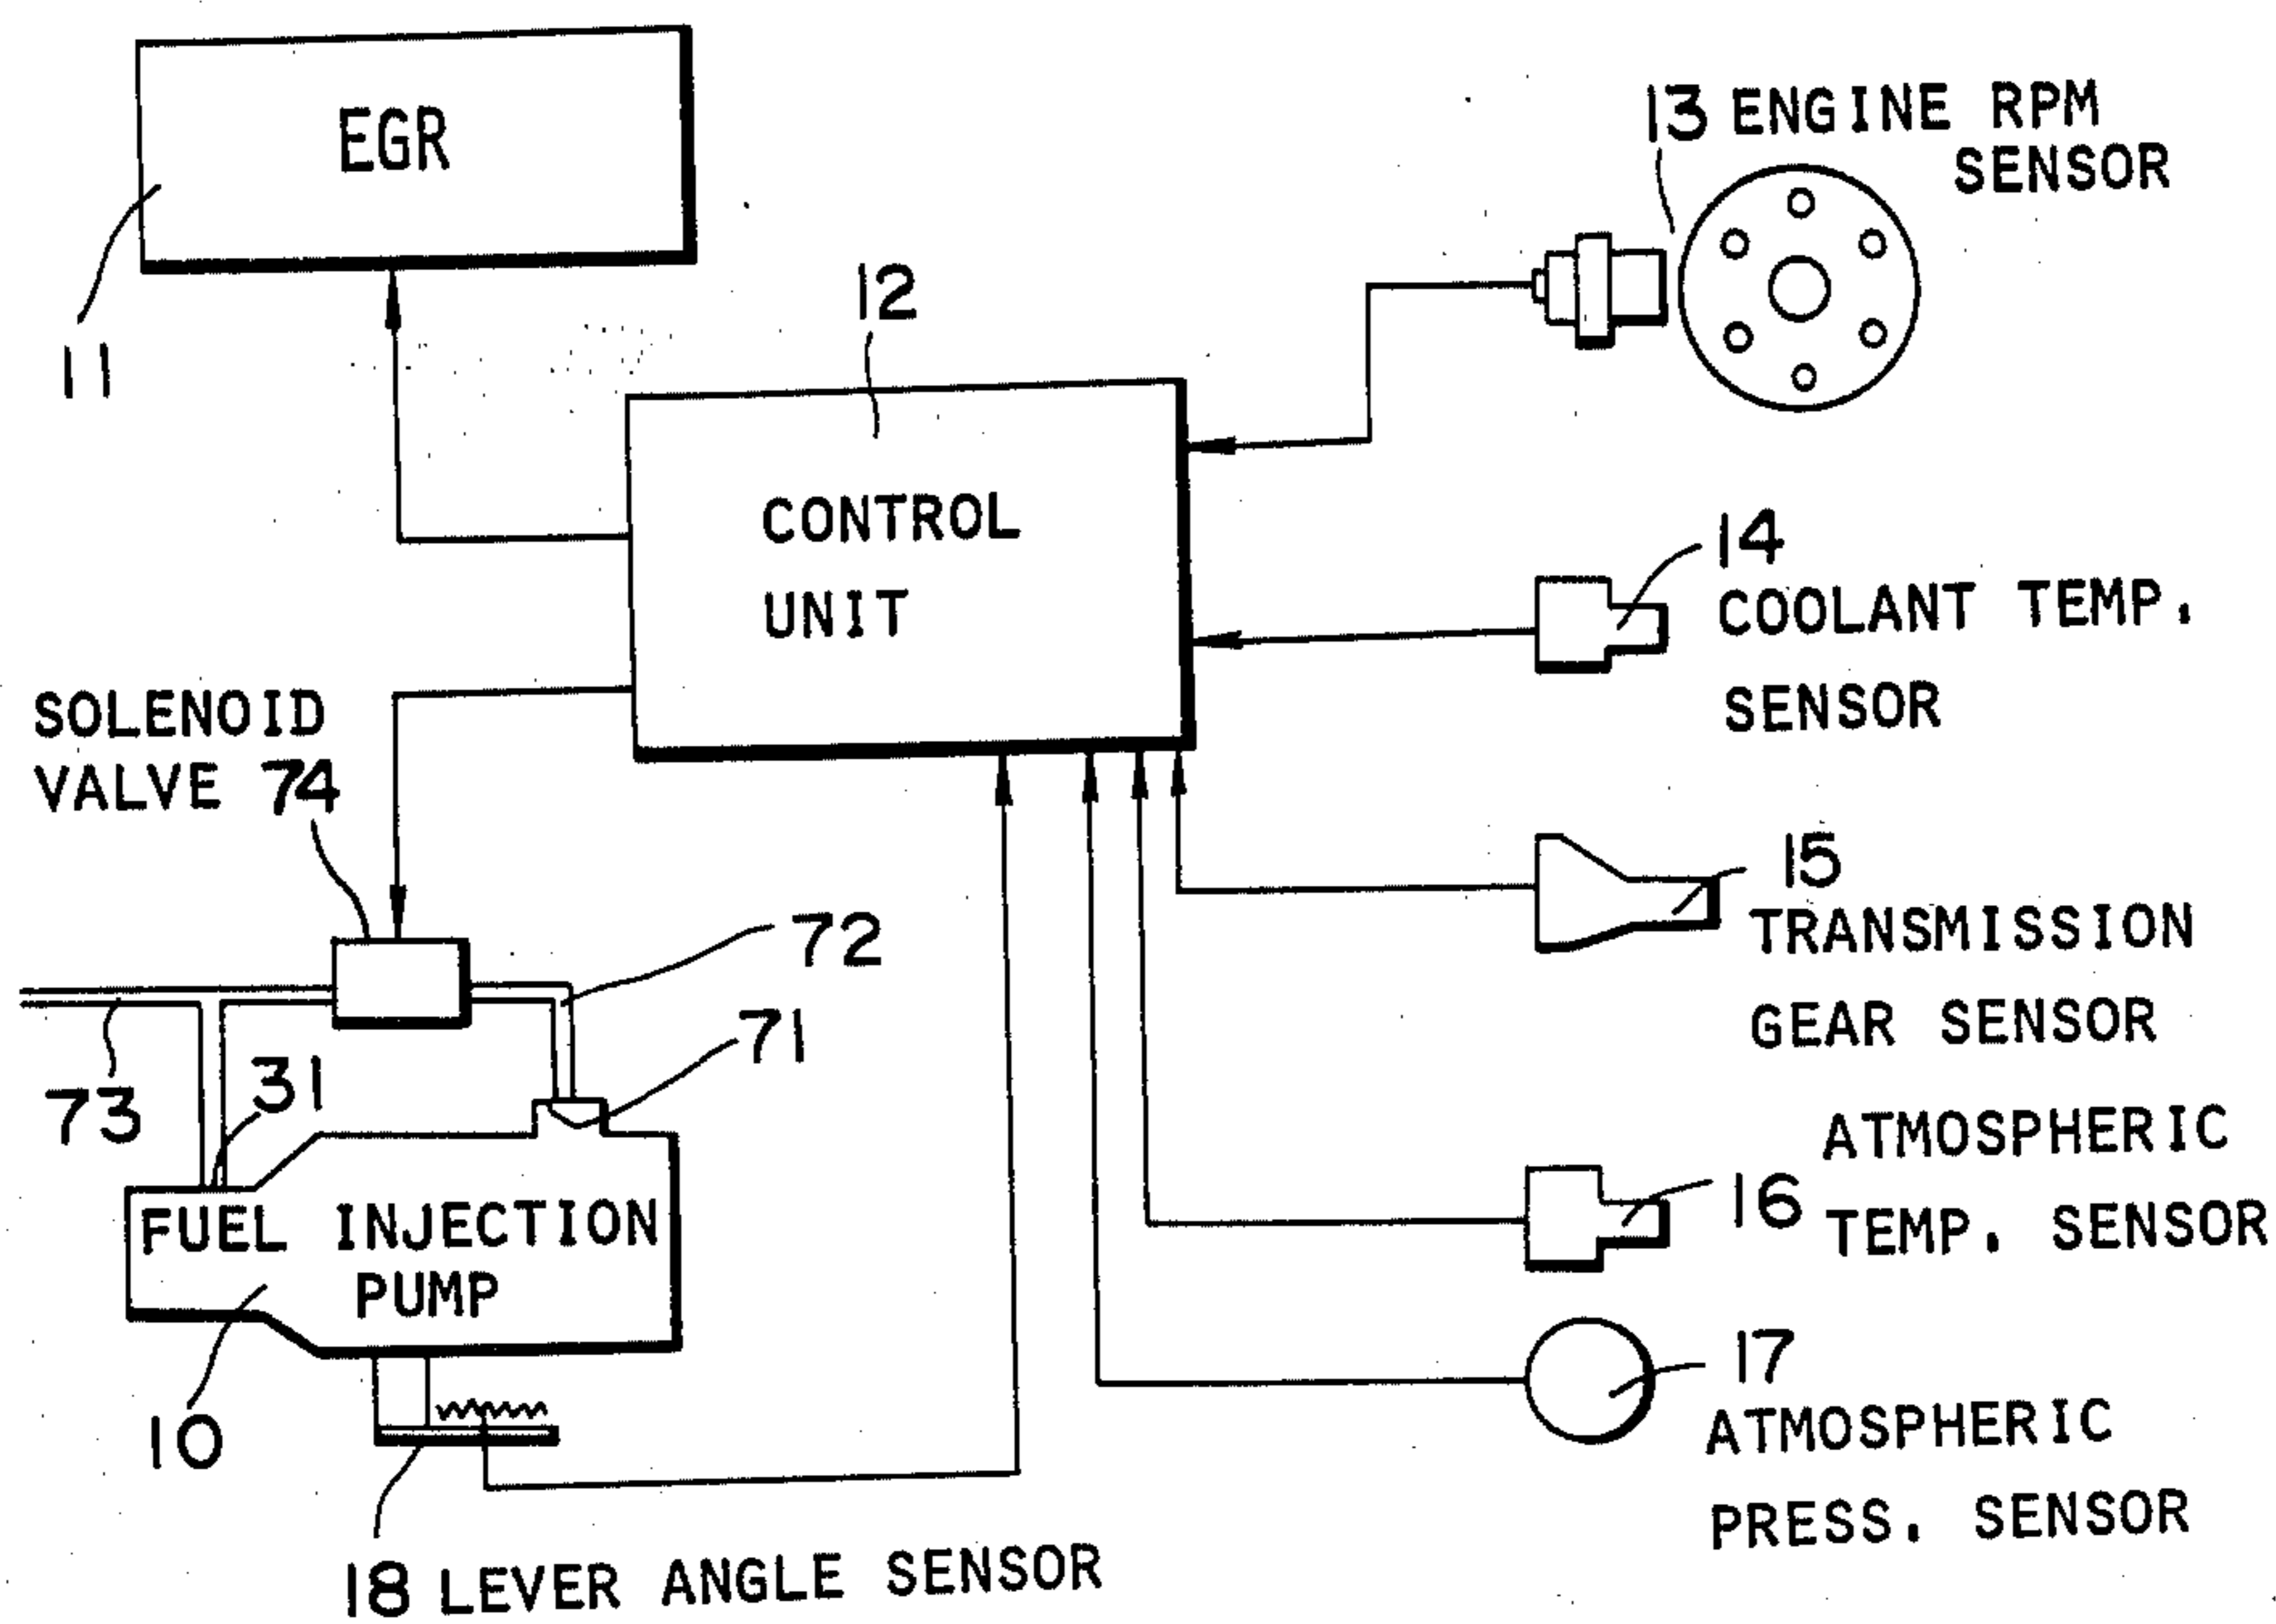 EGR
11
12
CONTROL
UNIT
13 ENGINE RPM
SENSOR
14
COOLANT TEMP.
SENSOR
SOLENOID
VALVE 74
72
71
73
31
15
TRANSMISSION
GEAR SENSOR
FUEL INJECTION
PUMP
10
16 ATMOSPHERIC
TEMP. SENSOR
17
ATMOSPHERIC
PRESS. SENSOR
18 LEVER ANGLE SENSOR